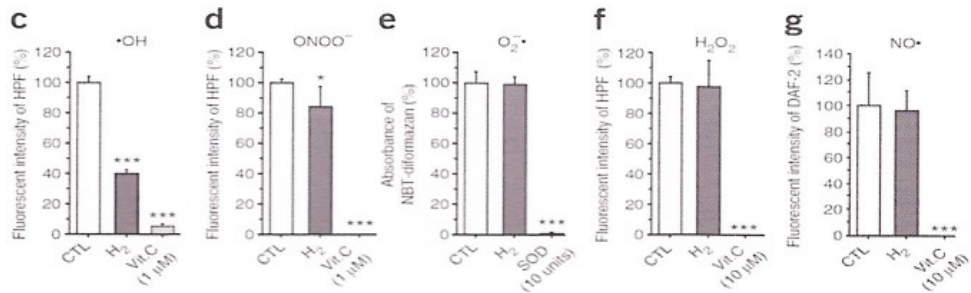 c
•OH
Fluorescent intensity of HPF (%)
120
100
80
60
40
20
0
***
***
CTL
H₂
Vit.C
(1 μM)
d
ONOO⁻
Fluorescent intensity of HPF (%)
120
100
80
60
40
20
0
*
***
CTL
H₂
Vit.C
(1 μM)
e
O₂⁻•
Absorbance of
NBT-diformazan (%)
120
100
80
60
40
20
0
***
CTL
H₂
SOD
(10 units)
f
H₂O₂
Fluorescent intensity of HPF (%)
120
100
80
60
40
20
0
***
CTL
H₂
Vit.C
(10 μM)
g
NO•
Fluorescent intensity of DAF-2 (%)
140
120
100
80
60
40
20
0
***
CTL
H₂
Vit.C
(10 μM)